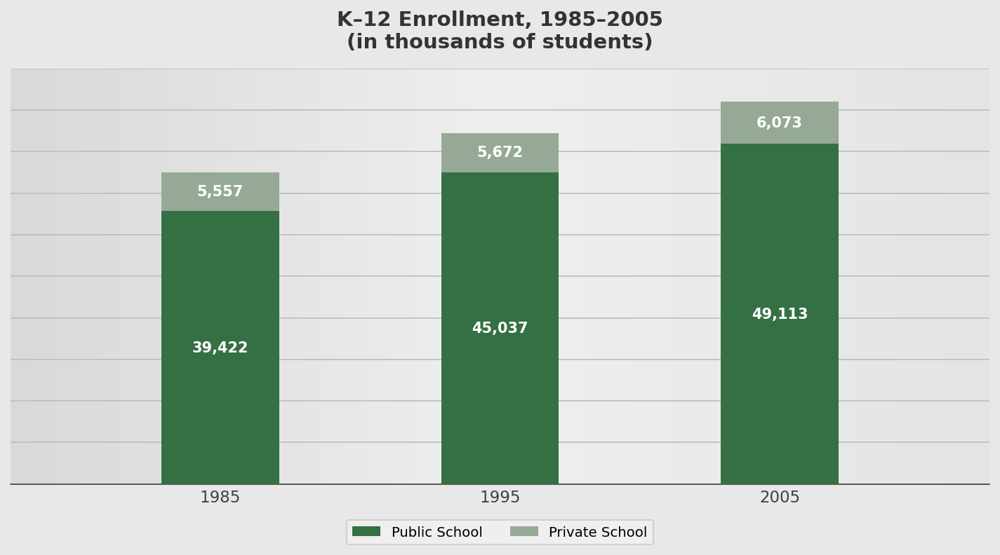 K–12 Enrollment, 1985–2005
(in thousands of students)
6,073
5,672
5,557
49,113
45,037
39,422
1985 1995 2005
Public School Private School